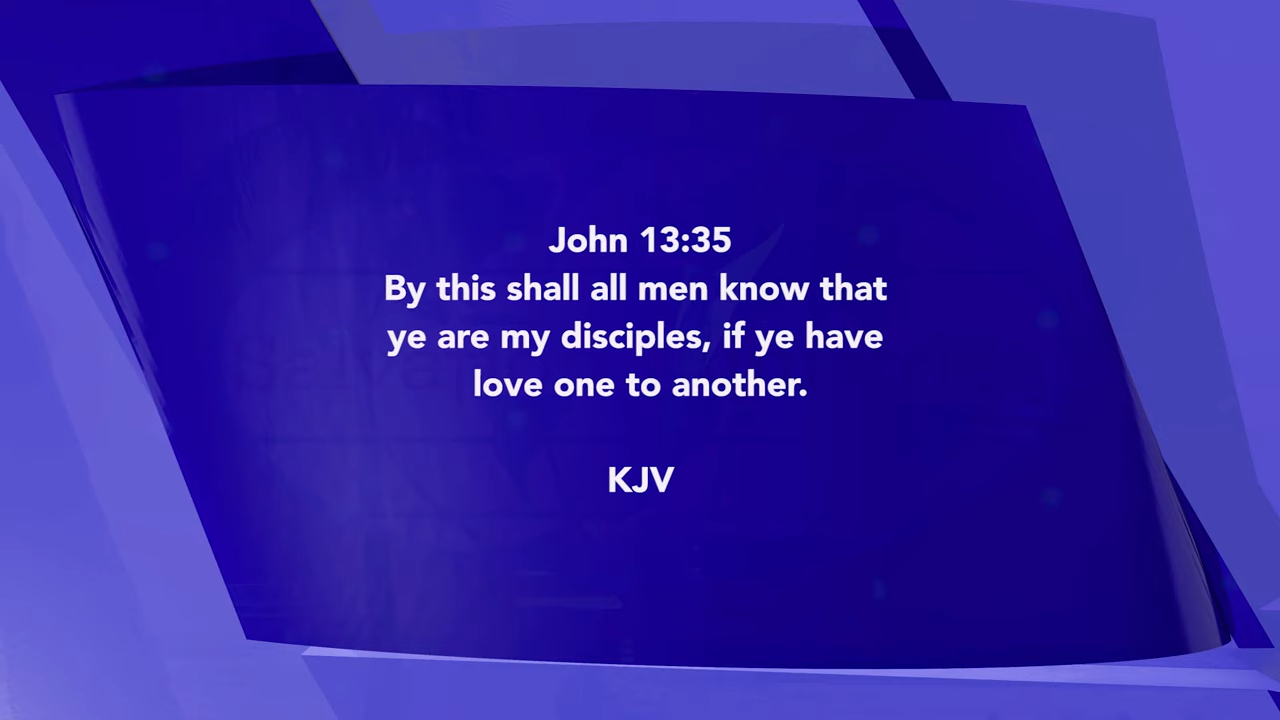 John 13:35
By this shall all men know that
ye are my disciples, if ye have
love one to another.
KJV